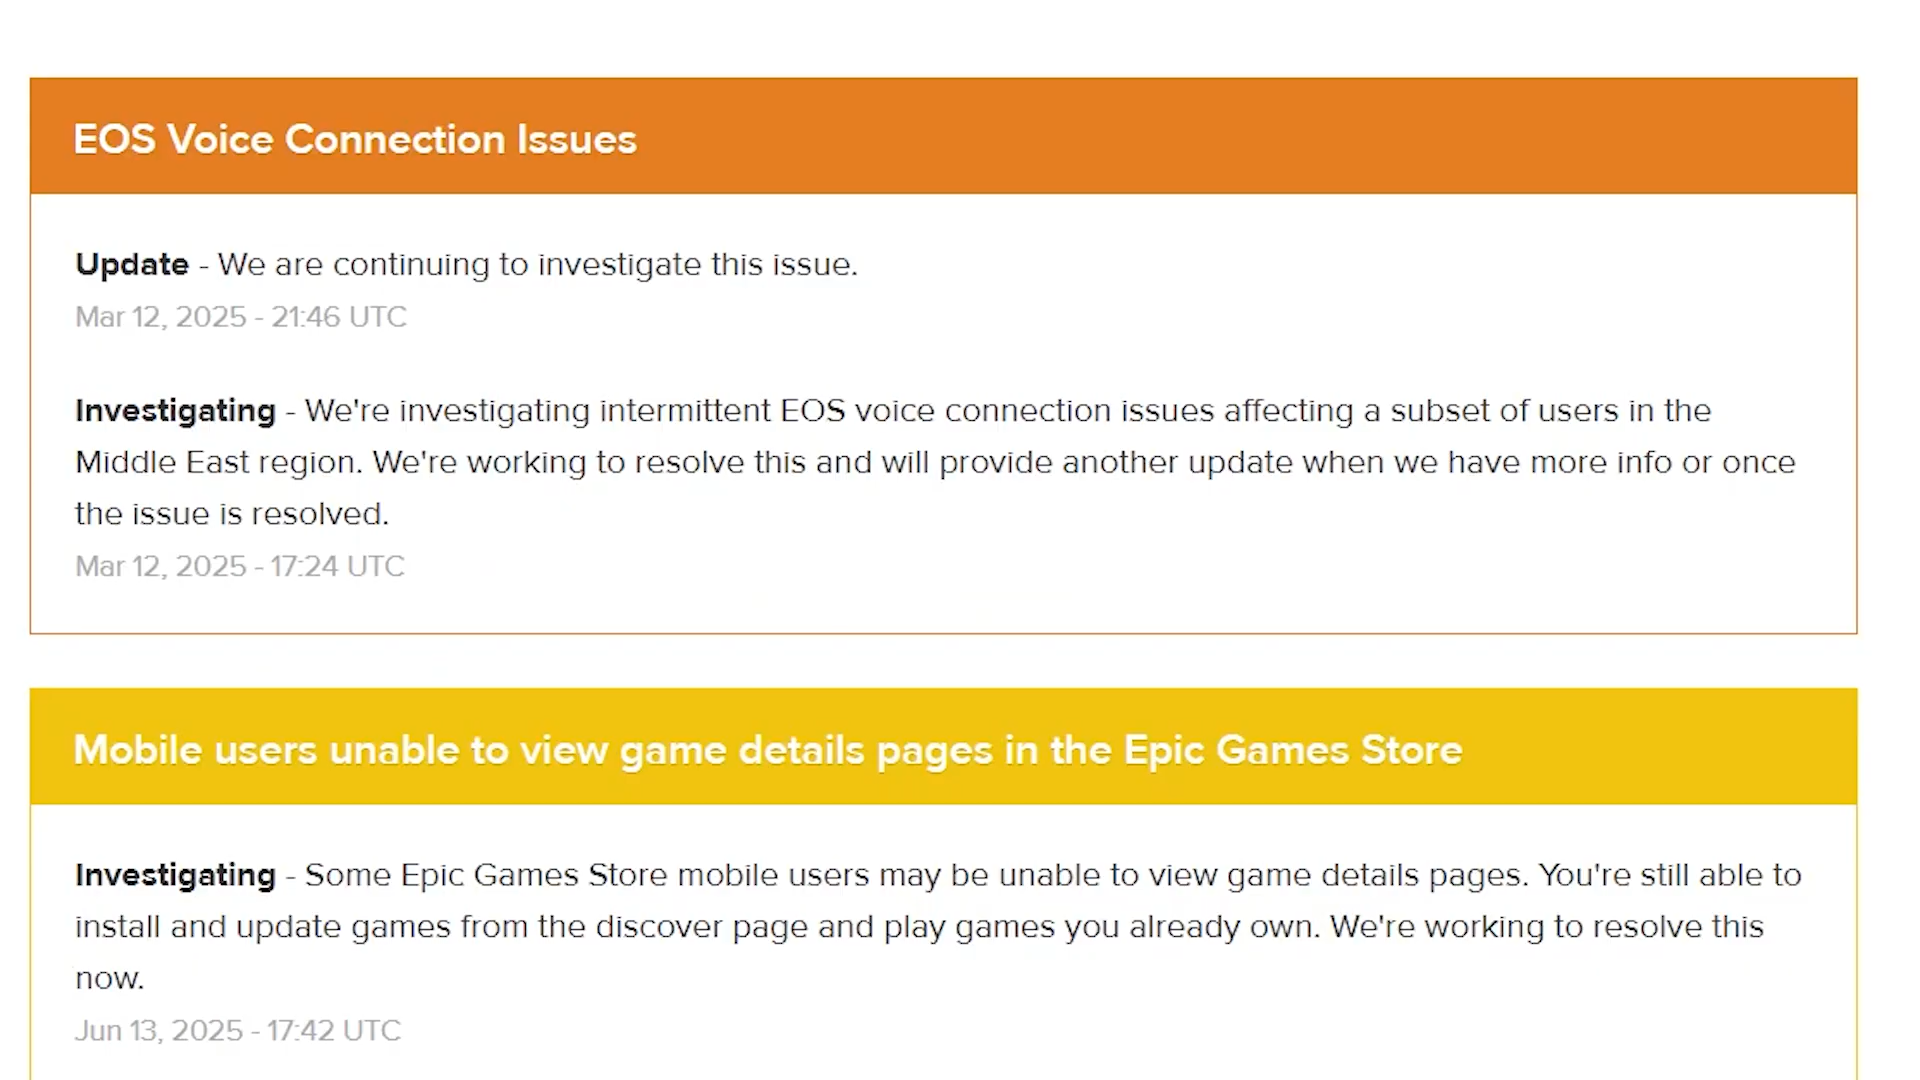 EOS Voice Connection Issues
Update - We are continuing to investigate this issue.
Mar 12, 2025 - 21:46 UTC
Investigating - We're investigating intermittent EOS voice connection issues affecting a subset of users in the
Middle East region. We're working to resolve this and will provide another update when we have more info or once
the issue is resolved.
Mar 12, 2025 - 17:24 UTC
Mobile users unable to view game details pages in the Epic Games Store
Investigating - Some Epic Games Store mobile users may be unable to view game details pages. You're still able to
install and update games from the discover page and play games you already own. We're working to resolve this
now.
Jun 13, 2025 - 17:42 UTC